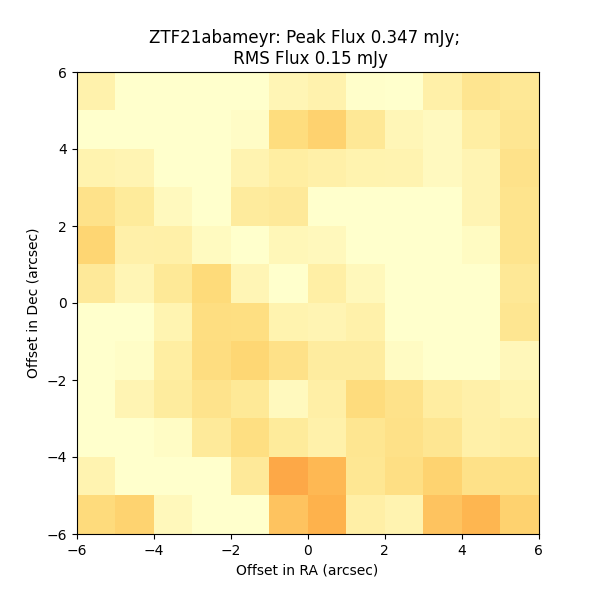 ZTF21abameyr: Peak Flux 0.347 mJy;
RMS Flux 0.15 mJy
6
4
2
0
−2
−4
−6
Offset in Dec (arcsec)
−6 −4 −2 0 2 4 6
Offset in RA (arcsec)